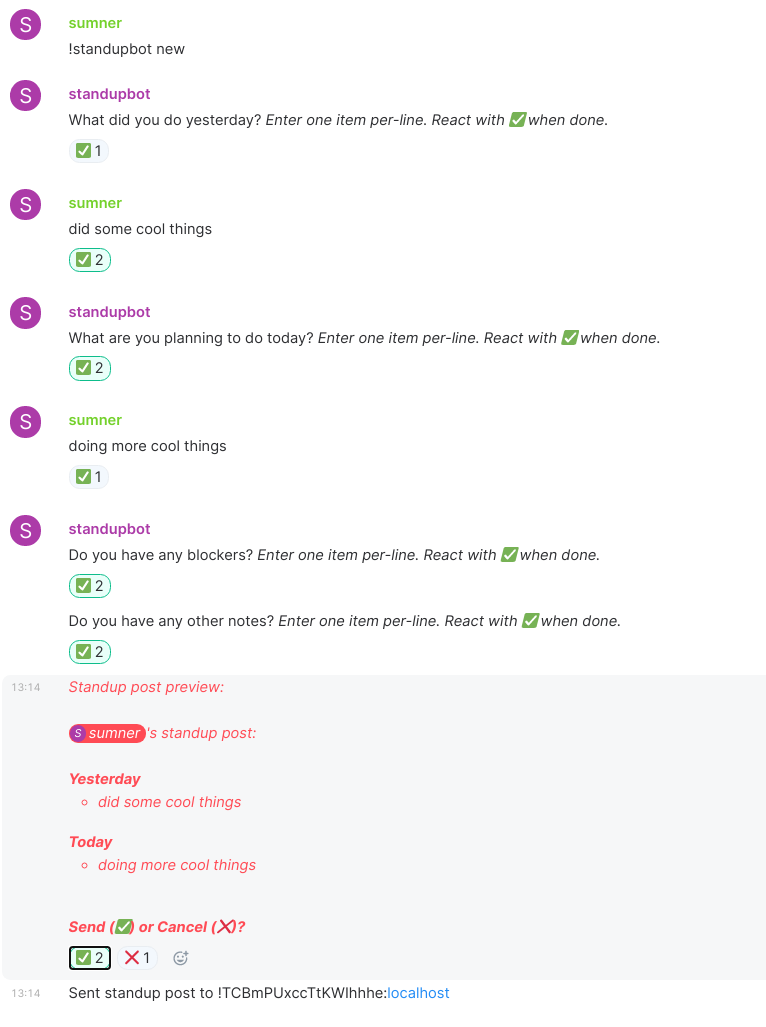 S sumner
!standupbot new
S standupbot
What did you do yesterday? Enter one item per-line. React with ✅ when done.
✅ 1
S sumner
did some cool things
✅ 2
S standupbot
What are you planning to do today? Enter one item per-line. React with ✅ when done.
✅ 2
S sumner
doing more cool things
✅ 1
S standupbot
Do you have any blockers? Enter one item per-line. React with ✅ when done.
✅ 2
Do you have any other notes? Enter one item per-line. React with ✅ when done.
✅ 2
13:14 Standup post preview:
S sumner's standup post:
Yesterday
◦ did some cool things
Today
◦ doing more cool things
Send (✅) or Cancel (❌)?
✅ 2 ❌ 1
13:14 Sent standup post to !TCBmPUxccTtKWIhhhe:localhost